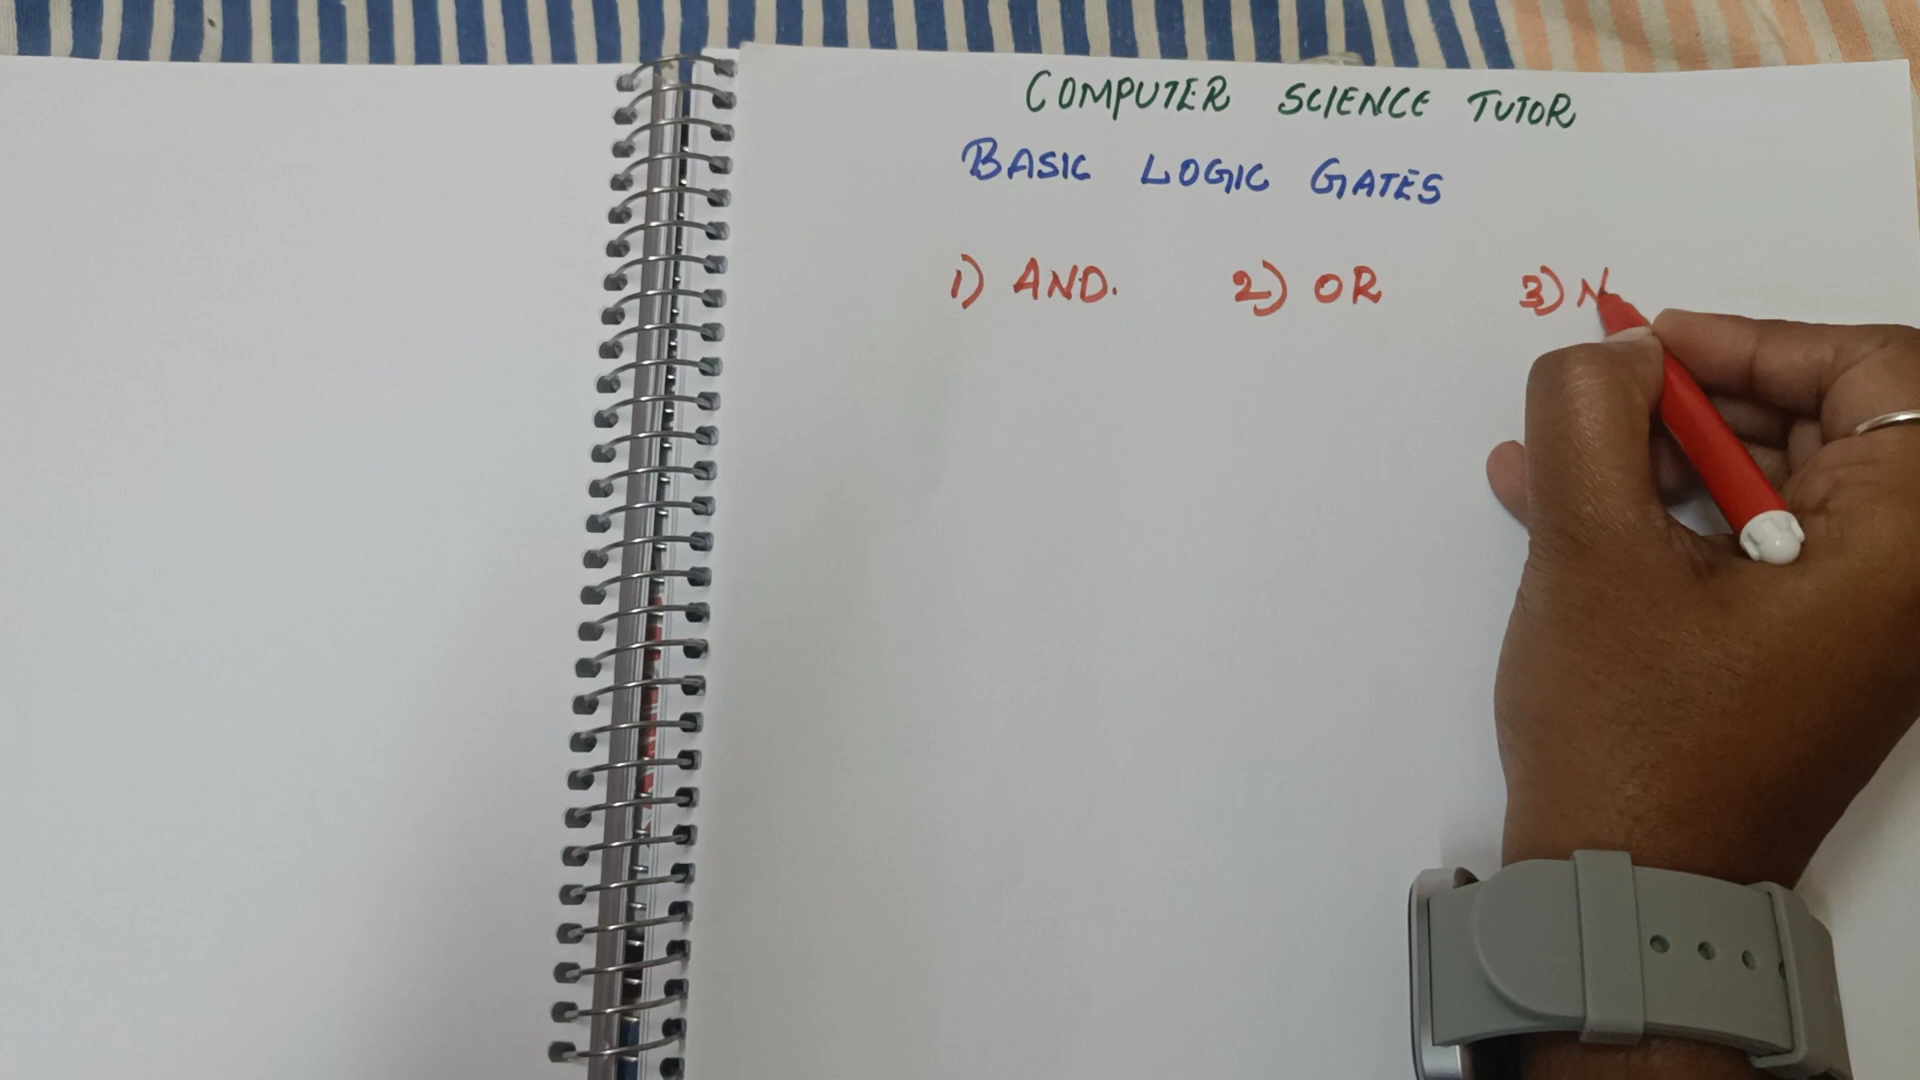 COMPUTER SCIENCE TUTOR
BASIC LOGIC GATES
1) AND. 2) OR 3) N